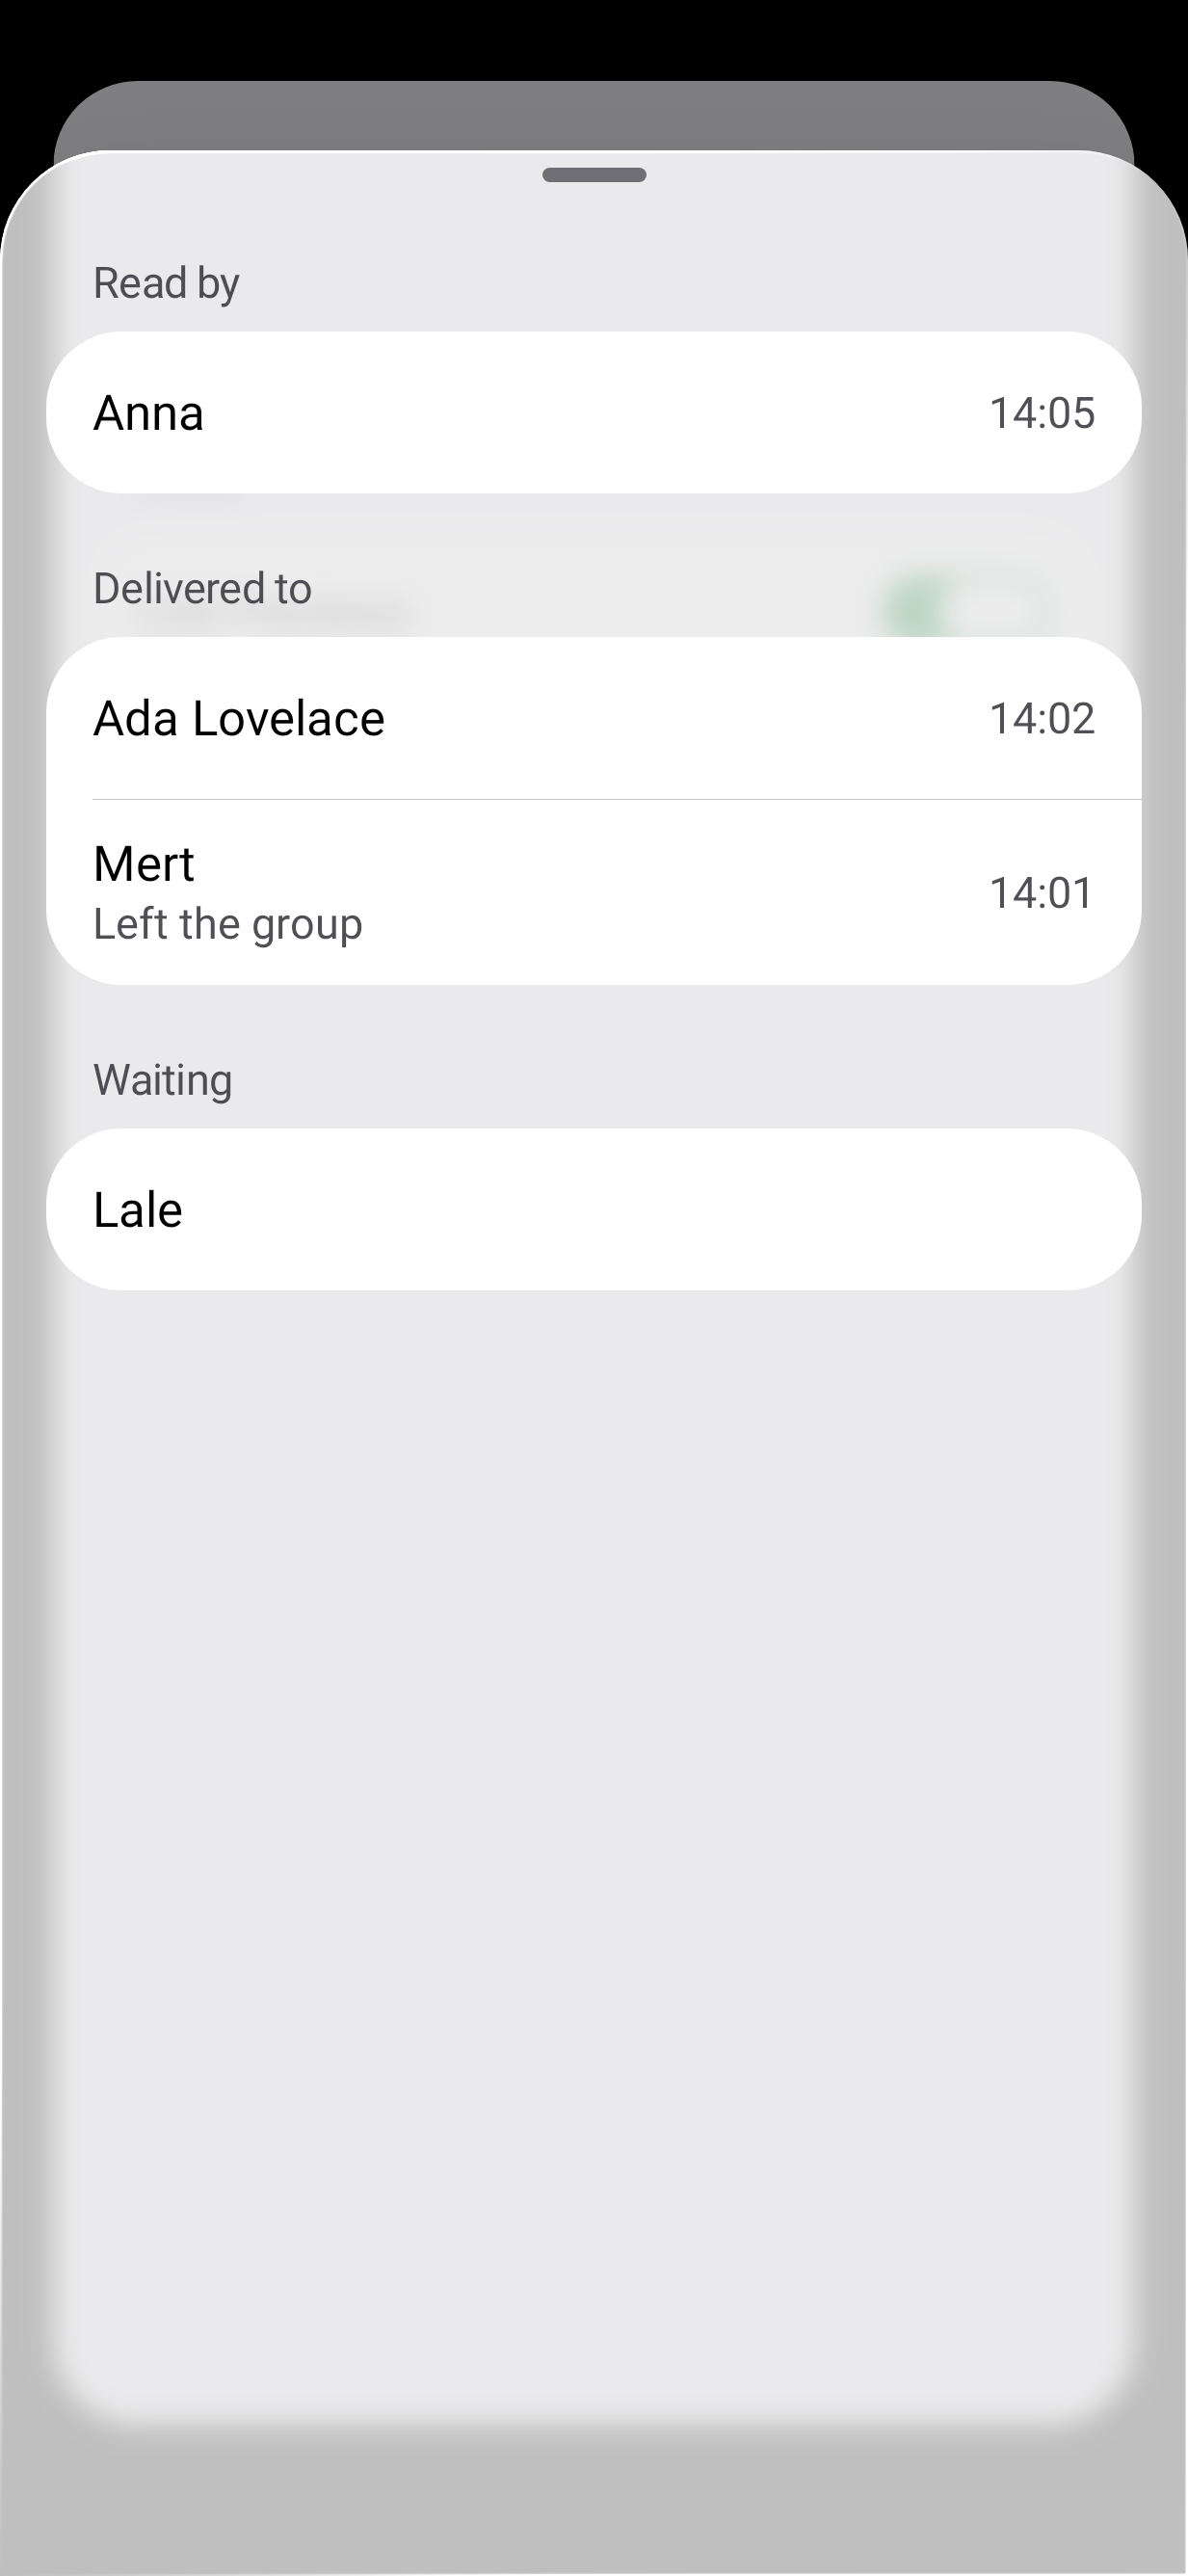 Read by
Anna
14:05
Delivered to
Ada Lovelace
14:02
Mert
Left the group
14:01
Waiting
Lale